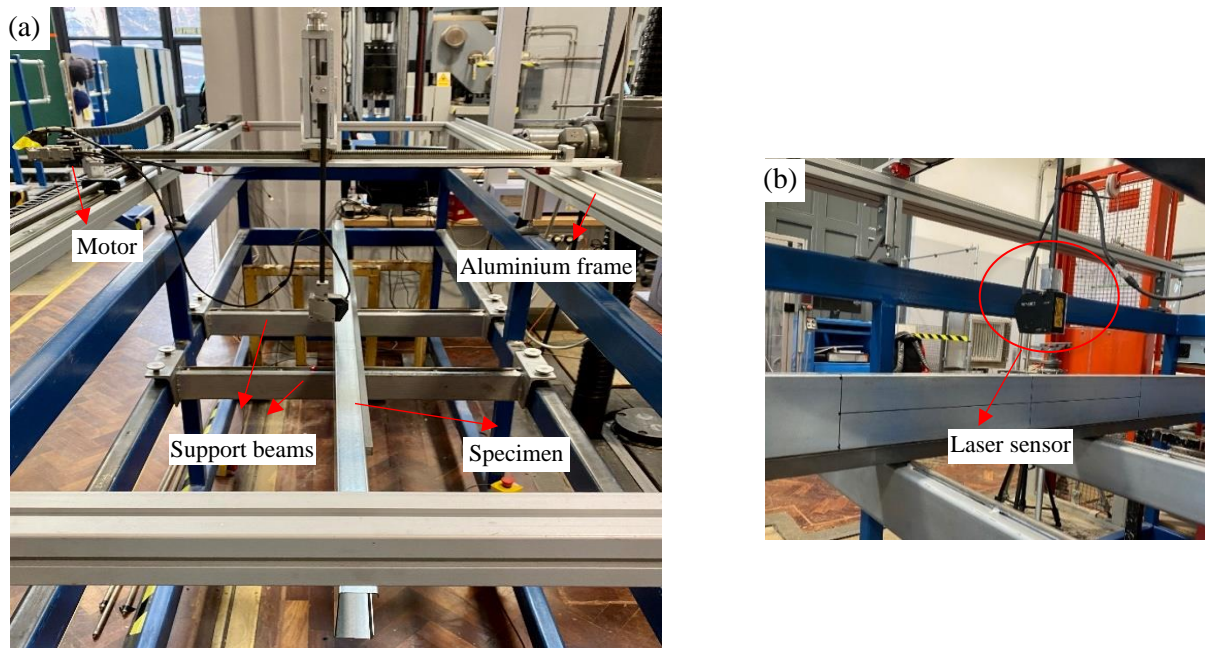 (a)
Motor
Aluminium frame
Support beams
Specimen
(b)
Laser sensor